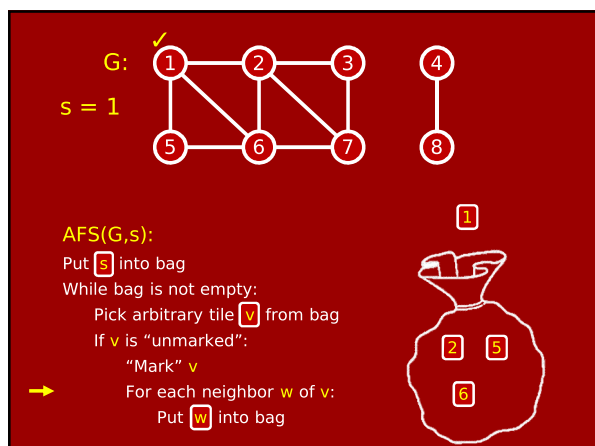 ✓
G: 1 2 3 4
s = 1
5 6 7 8
1
AFS(G,s):
Put s into bag
While bag is not empty:
Pick arbitrary tile v from bag
If v is “unmarked”:
“Mark” v
For each neighbor w of v:
Put w into bag
2 5
6